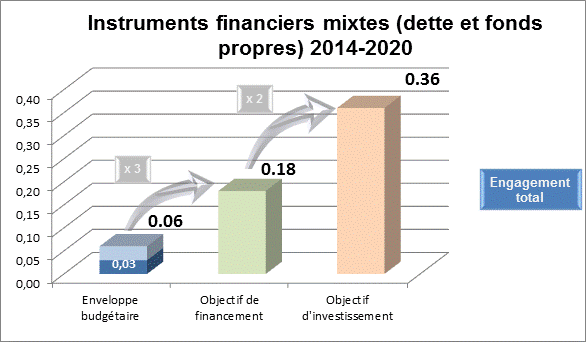 Instruments financiers mixtes (dette et fonds
propres) 2014-2020
0.36
0,40
0,35
0,30
0,25
0,20
0,15
0,10
0,05
0,00
x 2
x 3
0.18
0.06
0,03
Engagement
total
Enveloppe
budgétaire
Objectif de
financement
Objectif
d'investissement